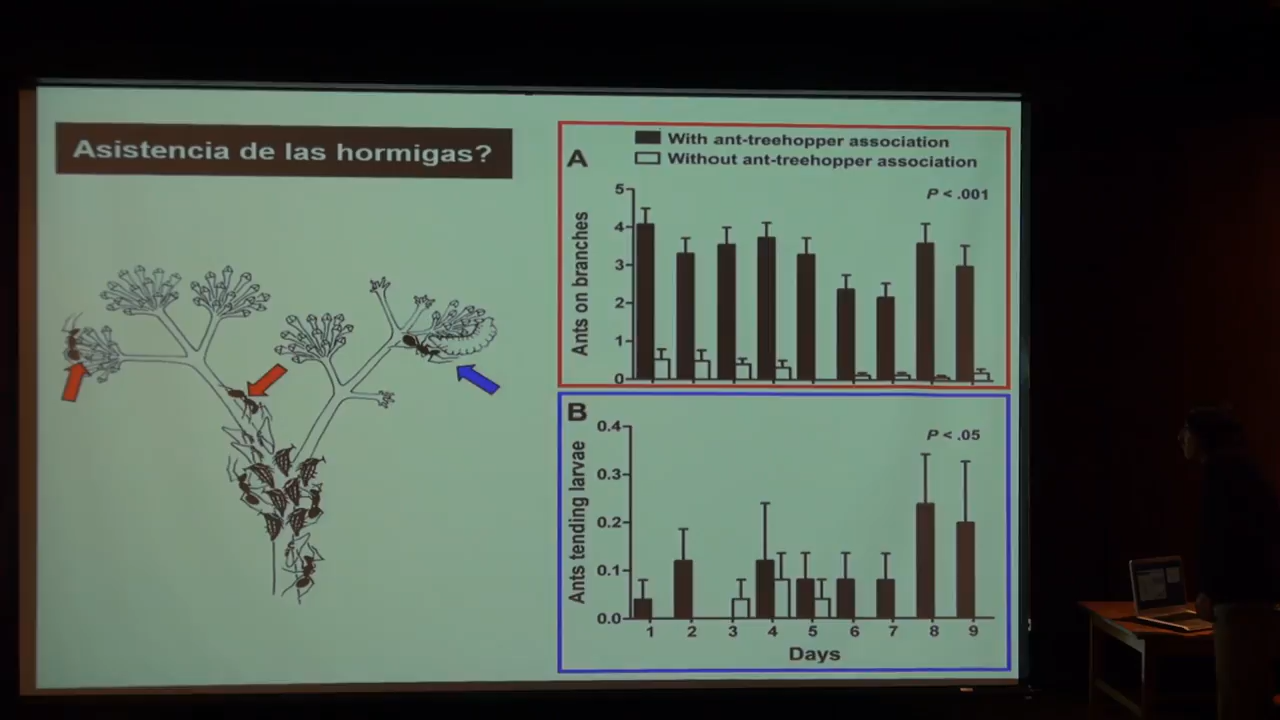 Asistencia de las hormigas?
A
With ant-treehopper association
Without ant-treehopper association
P < .001
Ants on branches
5
4
3
2
1
0
B
P < .05
Ants tending larvae
0.4
0.3
0.2
0.1
0.0
1 2 3 4 5 6 7 8 9
Days